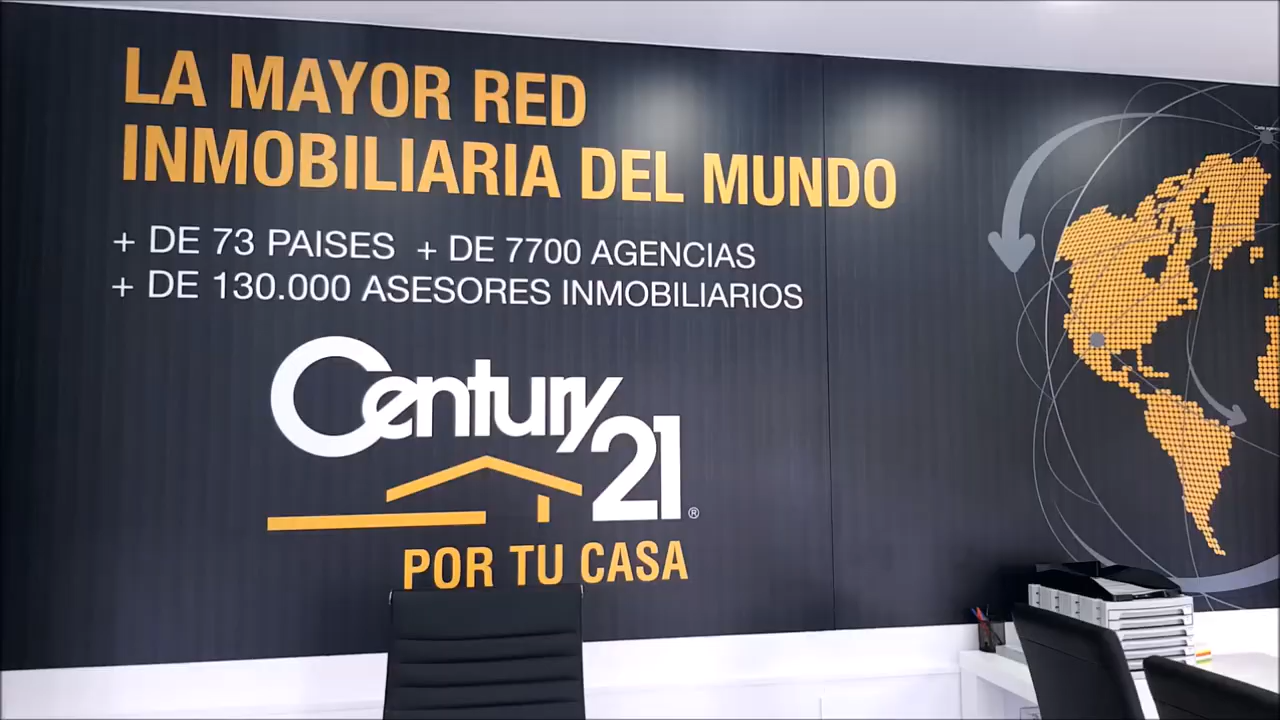 LA MAYOR RED
INMOBILIARIA DEL MUNDO
+ DE 73 PAISES + DE 7700 AGENCIAS
+ DE 130.000 ASESORES INMOBILIARIOS
Century
21®
POR TU CASA